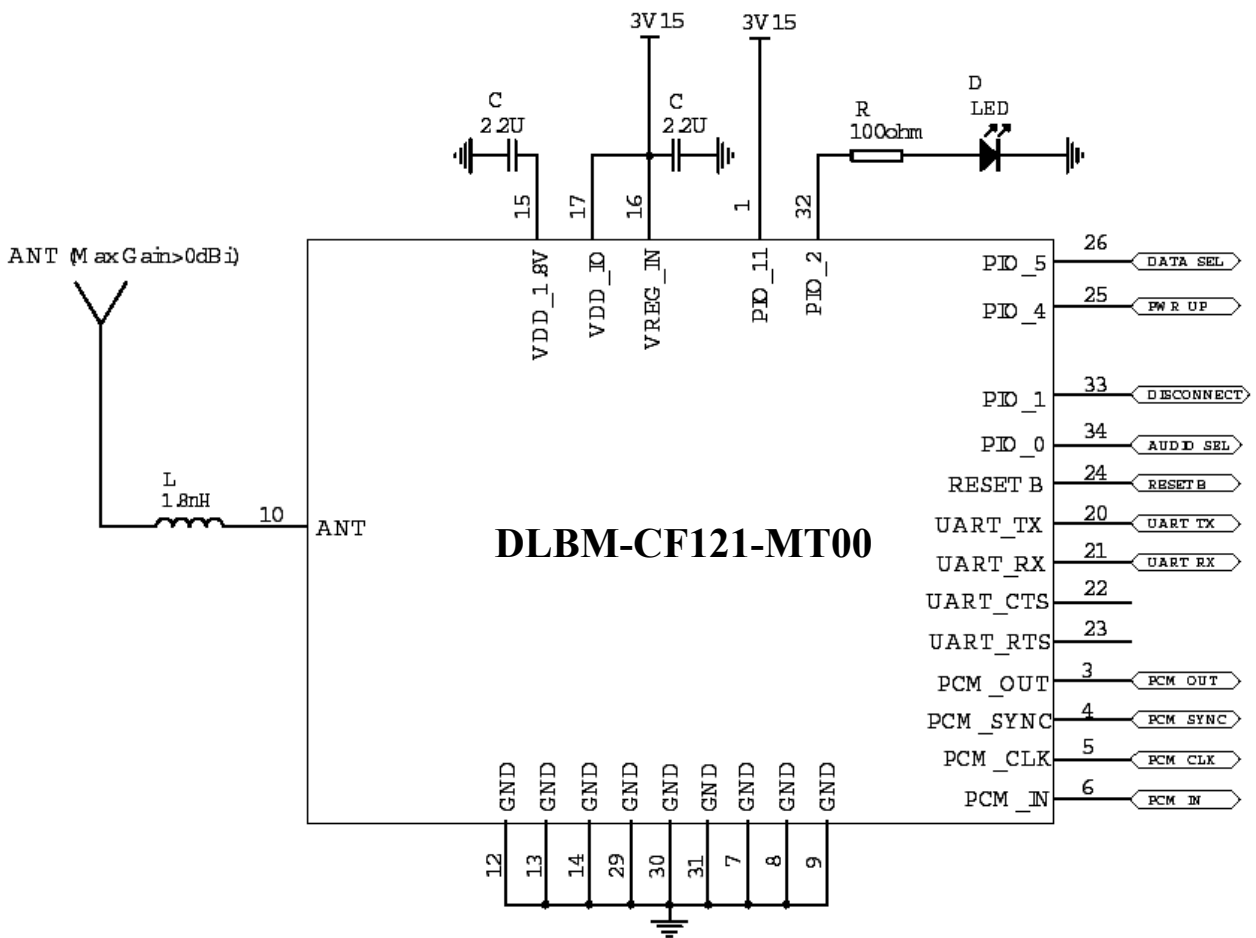 3V15
3V15
C
2.2U
C
2.2U
R
100ohm
D
LED
15
17
16
1
32
ANT (MaxGain>0dBi)
VDD_1.8V
VDD_IO
VREG_IN
PIO_11
PIO_2
PIO_5
26
DATA SEL
PIO_4
25
PWR UP
PIO_1
33
DISCONNECT
PIO_0
34
AUDIO SEL
RESETB
24
RESETB
L
1.8nH
10
ANT
DLBM-CF121-MT00
UART_TX
20
UART TX
UART_RX
21
UART RX
UART_CTS
22
UART_RTS
23
PCM_OUT
3
PCM OUT
PCM_SYNC
4
PCM SYNC
PCM_CLK
5
PCM CLK
PCM_IN
6
PCM IN
GND
GND
GND
GND
GND
GND
GND
GND
GND
12
13
14
29
30
31
7
8
9